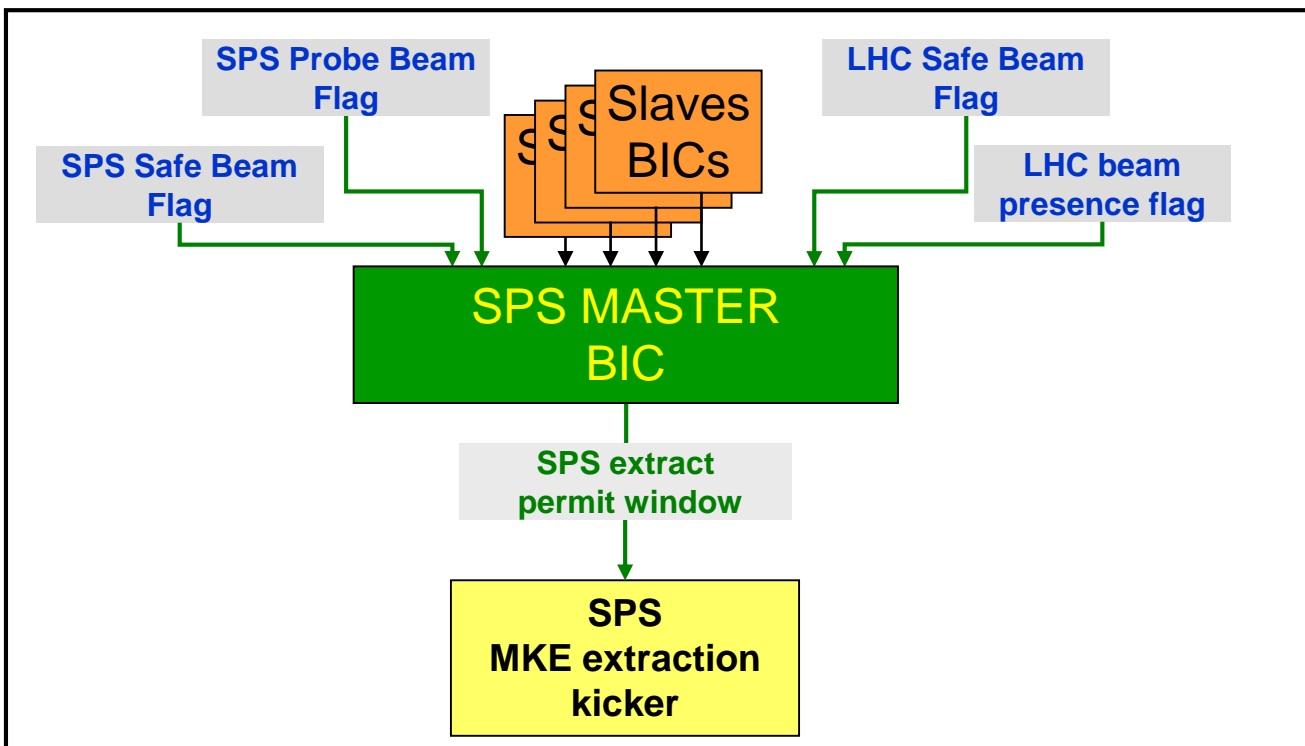 SPS Probe Beam
Flag
LHC Safe Beam
Flag
SPS Safe Beam
Flag
S
S
S
Slaves
BICs
LHC beam
presence flag
SPS MASTER
BIC
SPS extract
permit window
SPS
MKE extraction
kicker